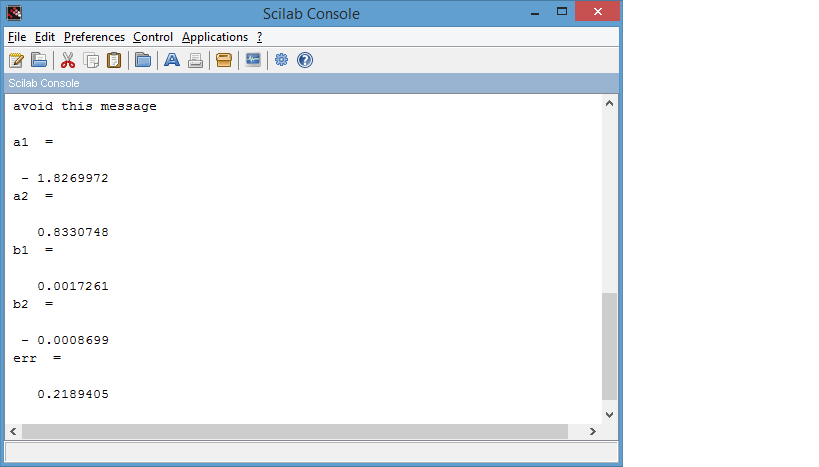 Scilab Console
File Edit Preferences Control Applications ?
Scilab Console
avoid this message
a1 =
- 1.8269972
a2 =
0.8330748
b1 =
0.0017261
b2 =
- 0.0008699
err =
0.2189405